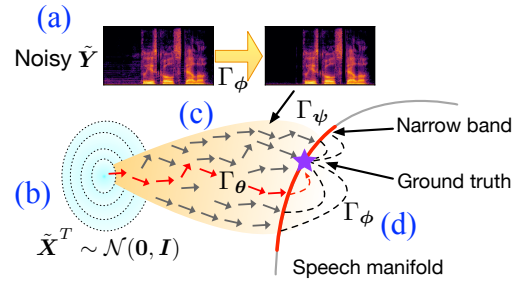 (a)
Noisy Ỹ
Γ_ϕ
(c)
Γ_ψ
Narrow band
(b)
Γ_θ
Ground truth
Γ_ϕ
(d)
X̃^T ∼ 𝒩(0, I)
Speech manifold